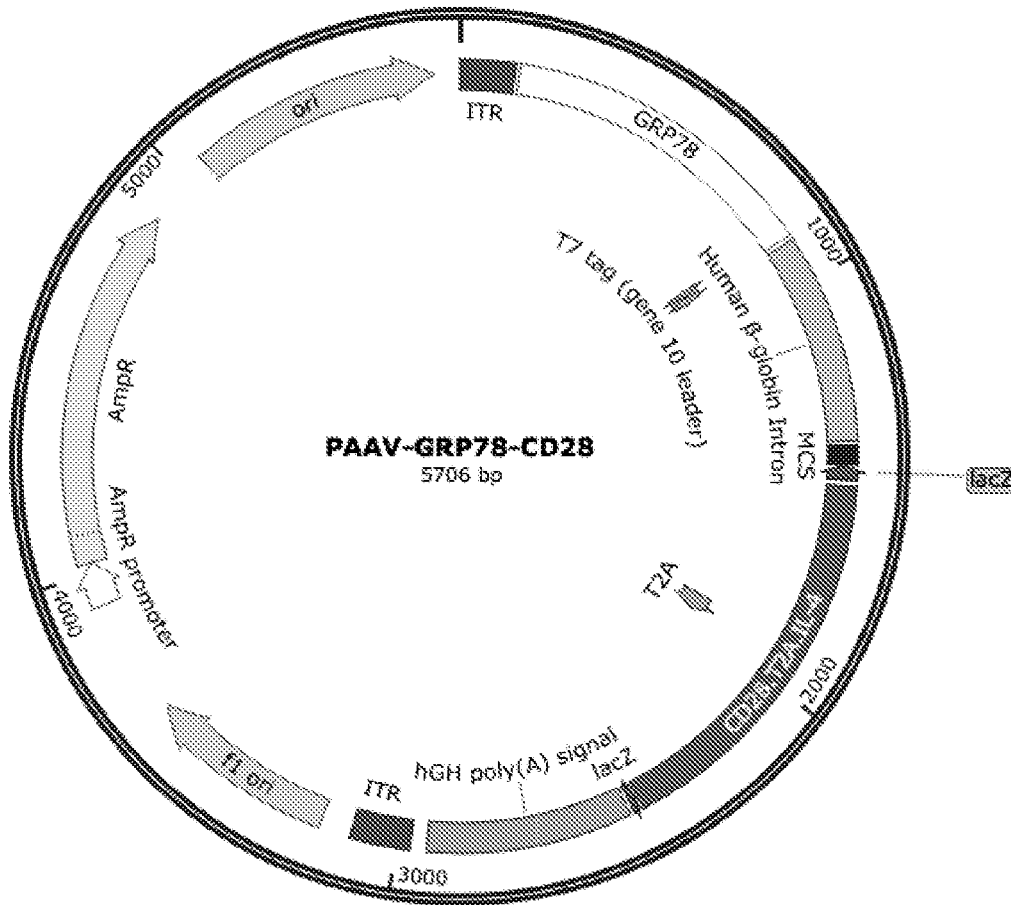 ori
ITR
GRP78
5000
1000
T7 tag (gene 10 leader)
Human β-globin Intron
AmpR
MCS
PAAV-GRP78-CD28
5706 bp
lacZ
AmpR promoter
4000
T2A
2000
hGH poly(A) signal
lacZ
f1 ori
ITR
3000